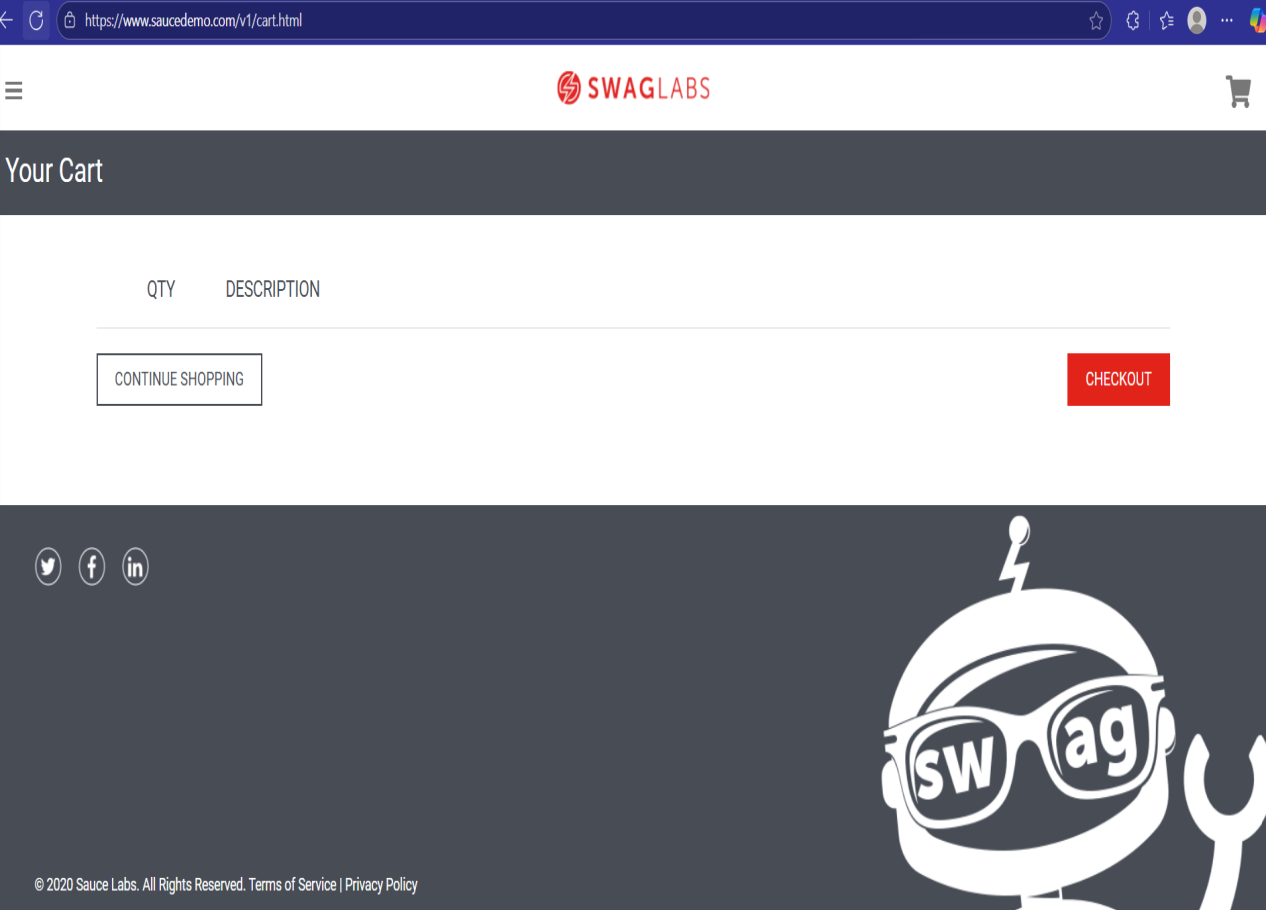 https://www.saucedemo.com/v1/cart.html
SWAGLABS
Your Cart
QTY DESCRIPTION
CONTINUE SHOPPING CHECKOUT
f in
sw ag
© 2020 Sauce Labs. All Rights Reserved. Terms of Service | Privacy Policy